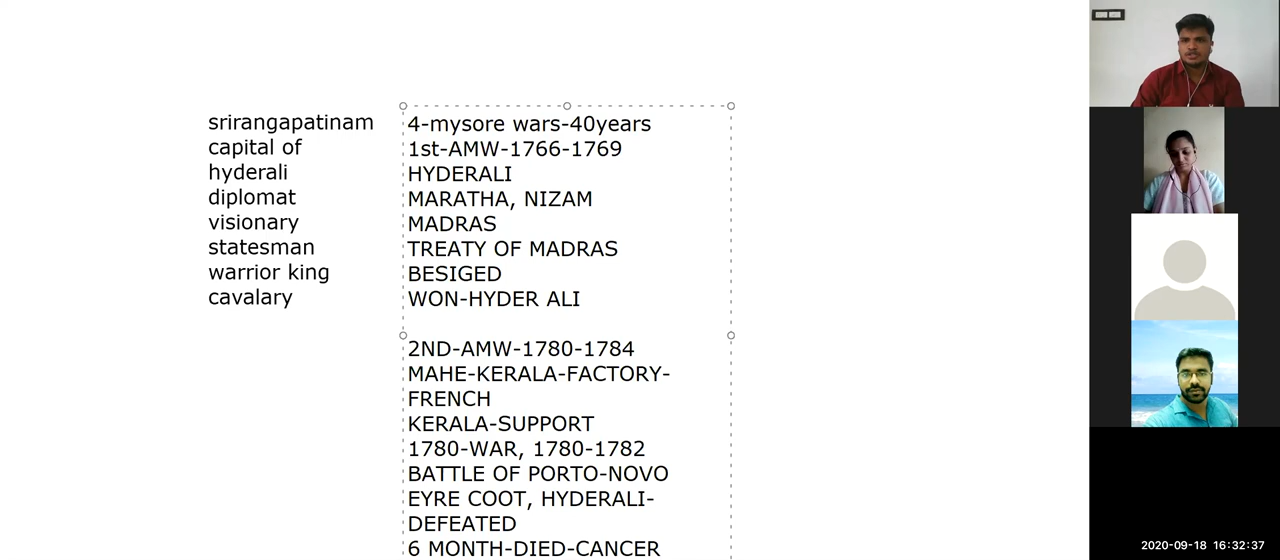 srirangapatinam
capital of
hyderali
diplomat
visionary
statesman
warrior king
cavalary
4-mysore wars-40years
1st-AMW-1766-1769
HYDERALI
MARATHA, NIZAM
MADRAS
TREATY OF MADRAS
BESIGED
WON-HYDER ALI
2ND-AMW-1780-1784
MAHE-KERALA-FACTORY-
FRENCH
KERALA-SUPPORT
1780-WAR, 1780-1782
BATTLE OF PORTO-NOVO
EYRE COOT, HYDERALI-
DEFEATED
6 MONTH-DIED-CANCER
2020-09-18 16:32:37